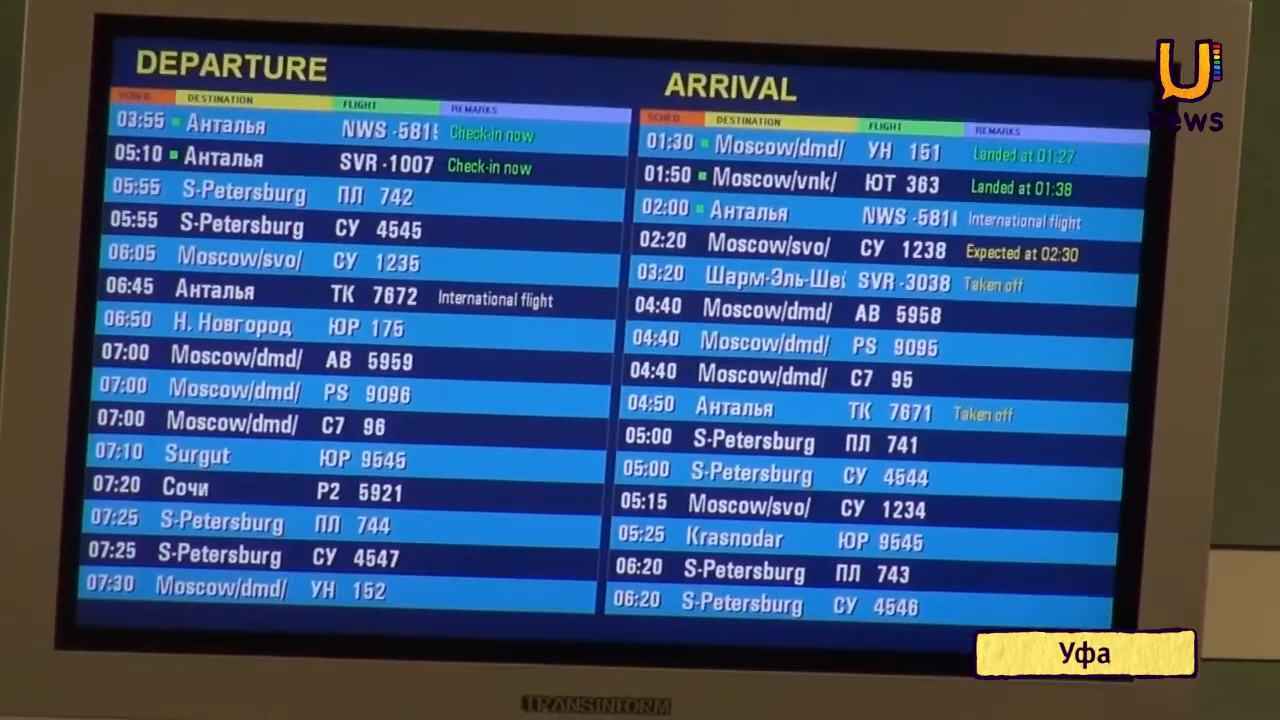 DEPARTURE
SCHED. DESTINATION FLIGHT REMARKS
03:55 Анталья NWS -581 Check-in now
05:10 Анталья SVR -1007 Check-in now
05:55 S-Petersburg ПЛ 742
05:55 S-Petersburg СУ 4545
06:05 Moscow/svo/ СУ 1235
06:45 Анталья ТК 7672 International flight
06:50 Н. Новгород ЮР 175
07:00 Moscow/dmd/ АВ 5959
07:00 Moscow/dmd/ PS 9096
07:00 Moscow/dmd/ С7 96
07:10 Surgut ЮР 9545
07:20 Сочи Р2 5921
07:25 S-Petersburg ПЛ 744
07:25 S-Petersburg СУ 4547
07:30 Moscow/dmd/ УН 152
ARRIVAL
SCHED. DESTINATION FLIGHT REMARKS
01:30 Moscow/dmd/ УН 151 Landed at 01:27
01:50 Moscow/vnk/ ЮТ 363 Landed at 01:38
02:00 Анталья NWS -581 International flight
02:20 Moscow/svo/ СУ 1238 Expected at 02:30
03:20 Шарм-Эль-Ше SVR -3038 Taken off
04:40 Moscow/dmd/ АВ 5958
04:40 Moscow/dmd/ PS 9095
04:40 Moscow/dmd/ С7 95
04:50 Анталья ТК 7671 Taken off
05:00 S-Petersburg ПЛ 741
05:00 S-Petersburg СУ 4544
05:15 Moscow/svo/ СУ 1234
05:25 Krasnodar ЮР 9545
06:20 S-Petersburg ПЛ 743
06:20 S-Petersburg СУ 4546
U
news
Уфа
TRANSINFORM